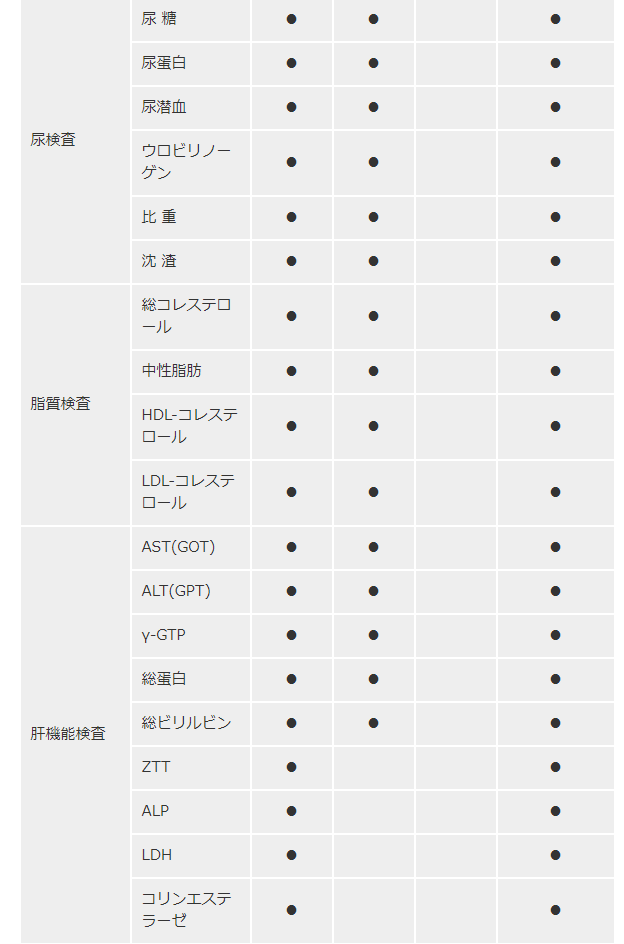 尿検査
尿 糖 ● ● ●
尿蛋白 ● ● ●
尿潜血 ● ● ●
ウロビリノー
ゲン ● ● ●
比 重 ● ● ●
沈 渣 ● ● ●
脂質検査
総コレステロ
ール ● ● ●
中性脂肪 ● ● ●
HDL-コレステ
ロール ● ● ●
LDL-コレステ
ロール ● ● ●
肝機能検査
AST(GOT) ● ● ●
ALT(GPT) ● ● ●
γ-GTP ● ● ●
総蛋白 ● ● ●
総ビリルビン ● ● ●
ZTT ● ●
ALP ● ●
LDH ● ●
コリンエステ
ラーゼ ● ●